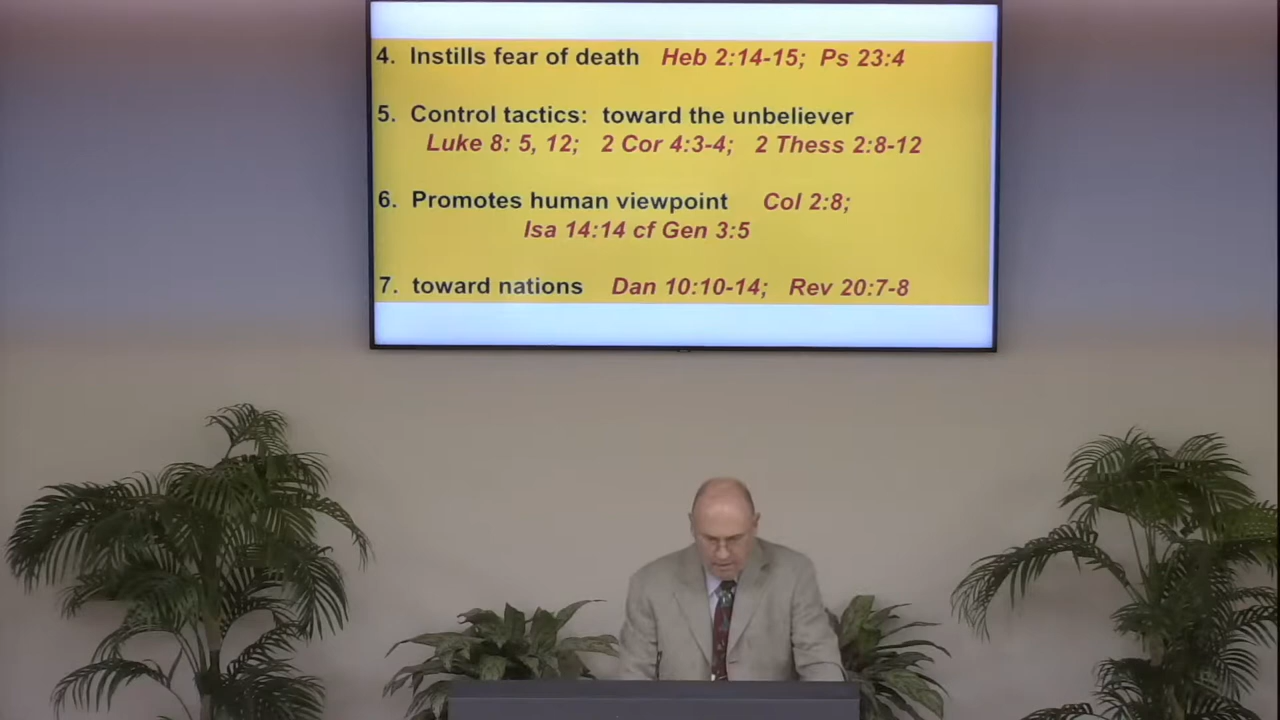 4. Instills fear of death Heb 2:14-15; Ps 23:4
5. Control tactics: toward the unbeliever
Luke 8: 5, 12; 2 Cor 4:3-4; 2 Thess 2:8-12
6. Promotes human viewpoint Col 2:8;
Isa 14:14 cf Gen 3:5
7. toward nations Dan 10:10-14; Rev 20:7-8